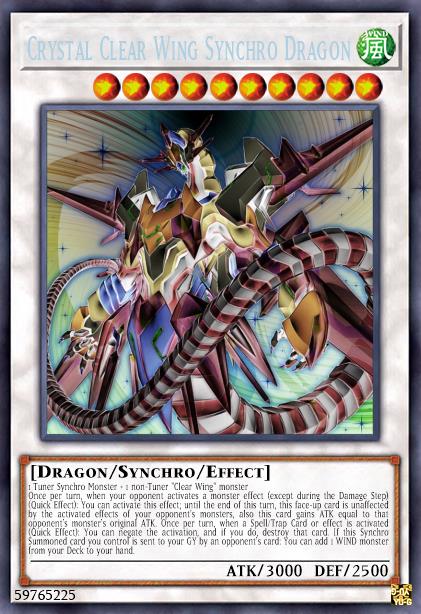 Crystal Clear Wing Synchro Dragon
WIND
風
[Dragon/Synchro/Effect]
1 Tuner Synchro Monster + 1 non-Tuner "Clear Wing" monster
Once per turn, when your opponent activates a monster effect (except during the Damage Step)
(Quick Effect): You can activate this effect; until the end of this turn, this face-up card is unaffected
by the activated effects of your opponent's monsters, also this card gains ATK equal to that
opponent's monster's original ATK. Once per turn, when a Spell/Trap Card or effect is activated
(Quick Effect): You can negate the activation, and if you do, destroy that card. If this Synchro
Summoned card you control is sent to your GY by an opponent's card: You can add 1 WIND monster
from your Deck to your hand.
ATK/3000 DEF/2500
59765225